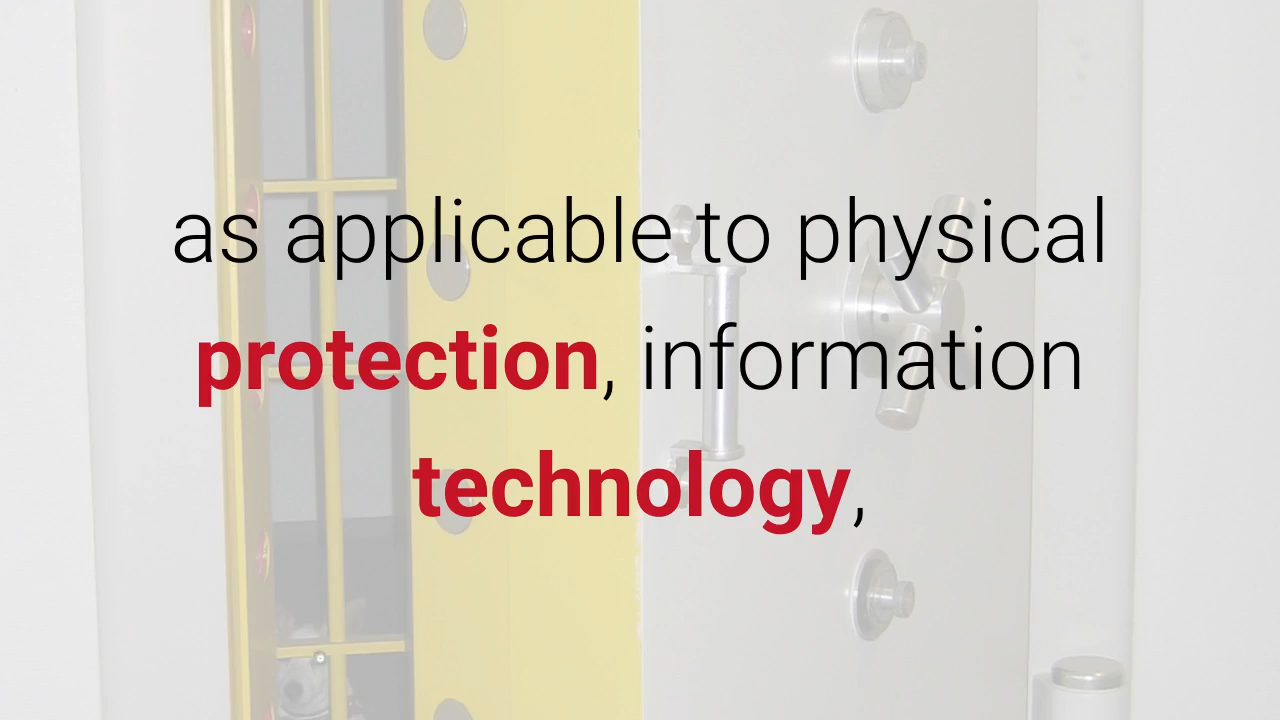 as applicable to physical
protection, information
technology,